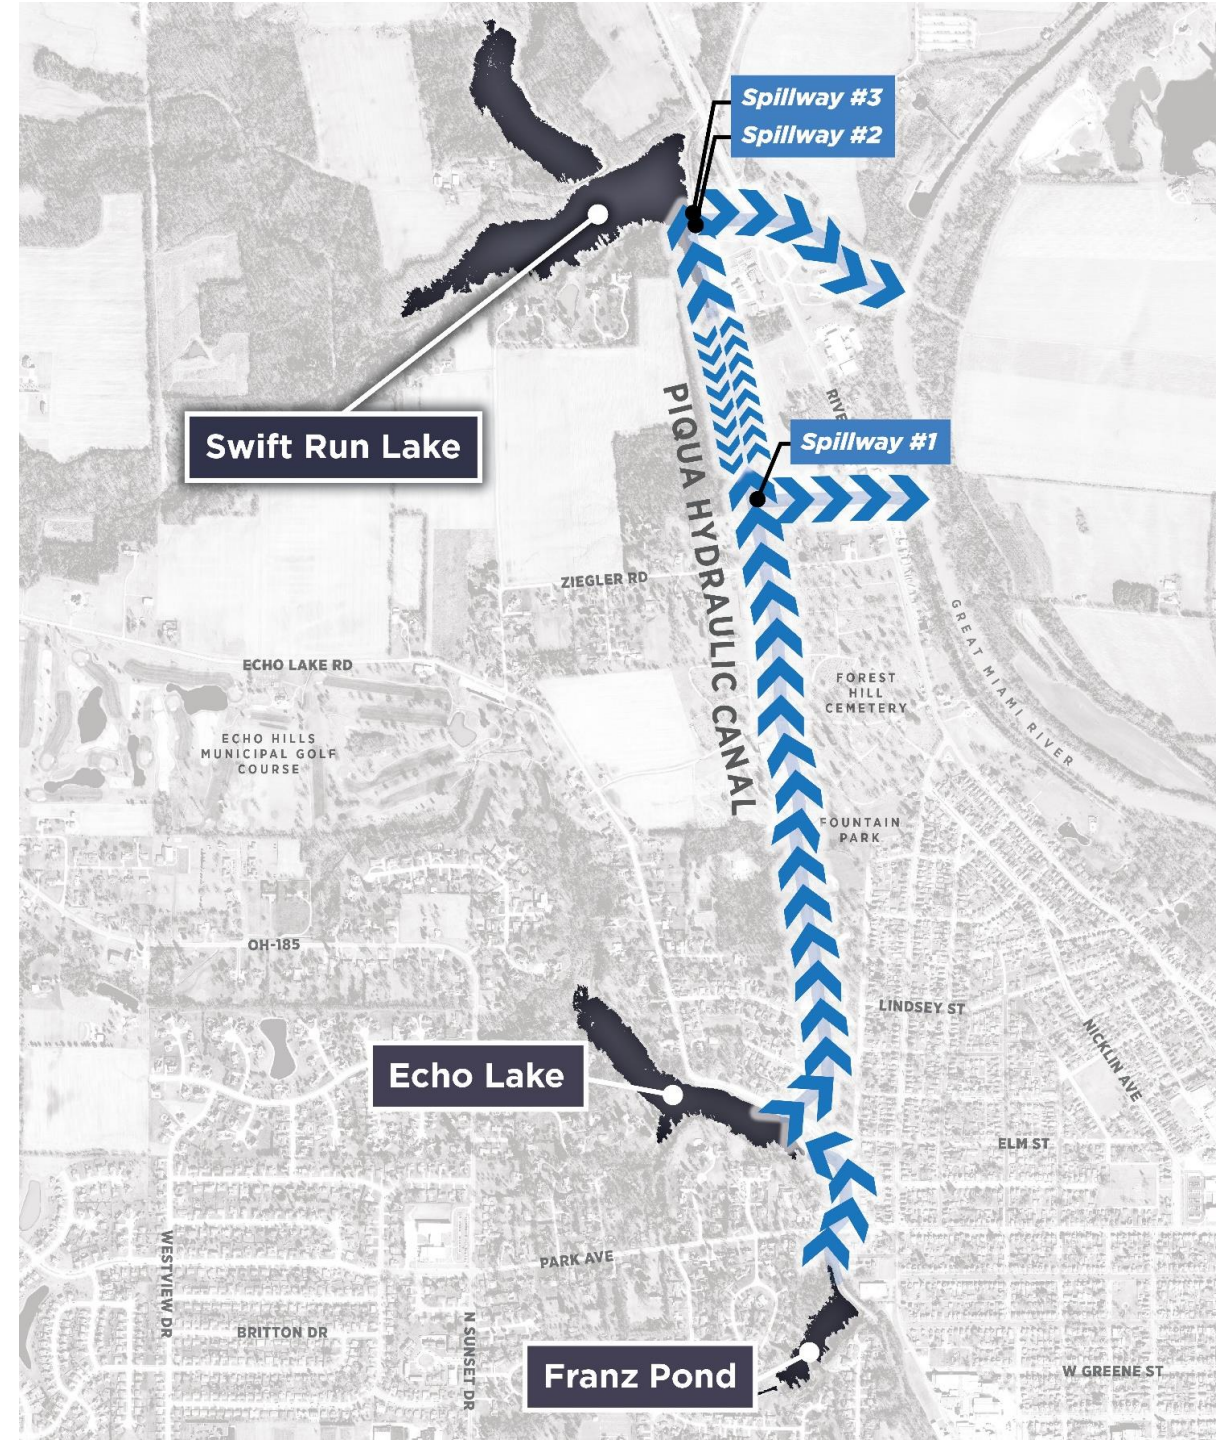 Spillway #3
Spillway #2
Swift Run Lake
PIQUA HYDRAULIC CANAL
RIVE
Spillway #1
ZIEGLER RD
GREAT MIAMI RIVER
ECHO LAKE RD
FOREST
HILL
CEMETERY
ECHO HILLS
MUNICIPAL GOLF
COURSE
FOUNTAIN
PARK
OH-185
LINDSEY ST
NICKLIN AVE
Echo Lake
ELM ST
WESTVIEW DR
PARK AVE
BRITTON DR
N SUNSET DR
Franz Pond
W GREENE ST